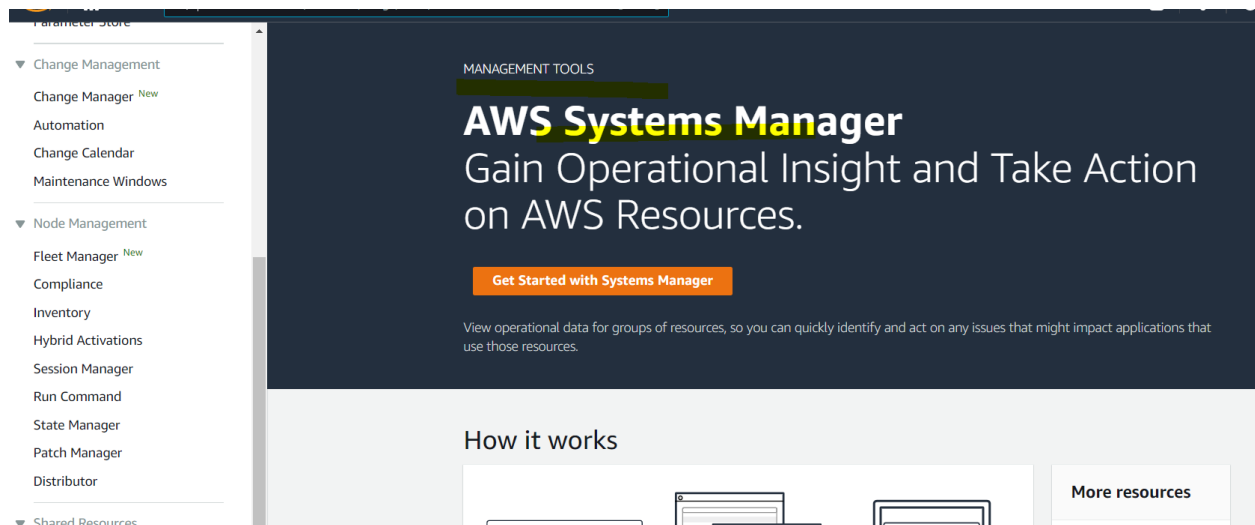 Parameter Store
Change Management
Change Manager New
Automation
Change Calendar
Maintenance Windows
Node Management
Fleet Manager New
Compliance
Inventory
Hybrid Activations
Session Manager
Run Command
State Manager
Patch Manager
Distributor
Shared Resources
MANAGEMENT TOOLS
AWS Systems Manager
Gain Operational Insight and Take Action
on AWS Resources.
Get Started with Systems Manager
View operational data for groups of resources, so you can quickly identify and act on any issues that might impact applications that
use those resources.
How it works
More resources